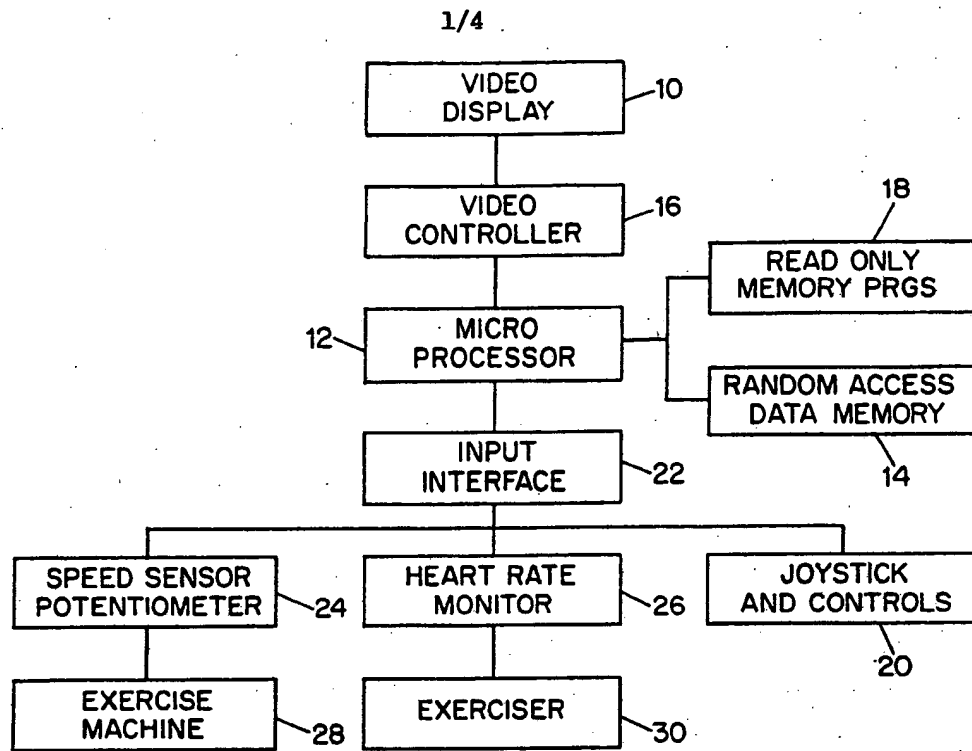 1/4
VIDEO
DISPLAY
10
VIDEO
CONTROLLER
16
18
READ ONLY
MEMORY PRGS
12
MICRO
PROCESSOR
RANDOM ACCESS
DATA MEMORY
14
INPUT
INTERFACE
22
SPEED SENSOR
POTENTIOMETER
24
HEART RATE
MONITOR
26
JOYSTICK
AND CONTROLS
20
EXERCISE
MACHINE
28
EXERCISER
30